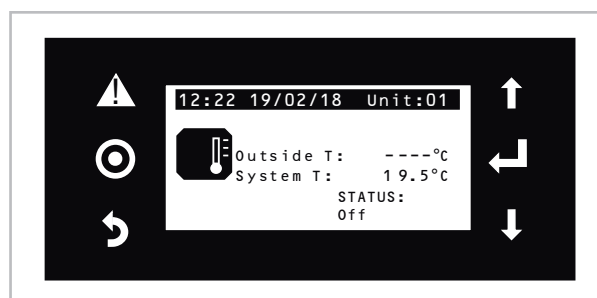 12:22 19/02/18 Unit:01
Outside T: ----°C
System T: 19.5°C
STATUS:
Off